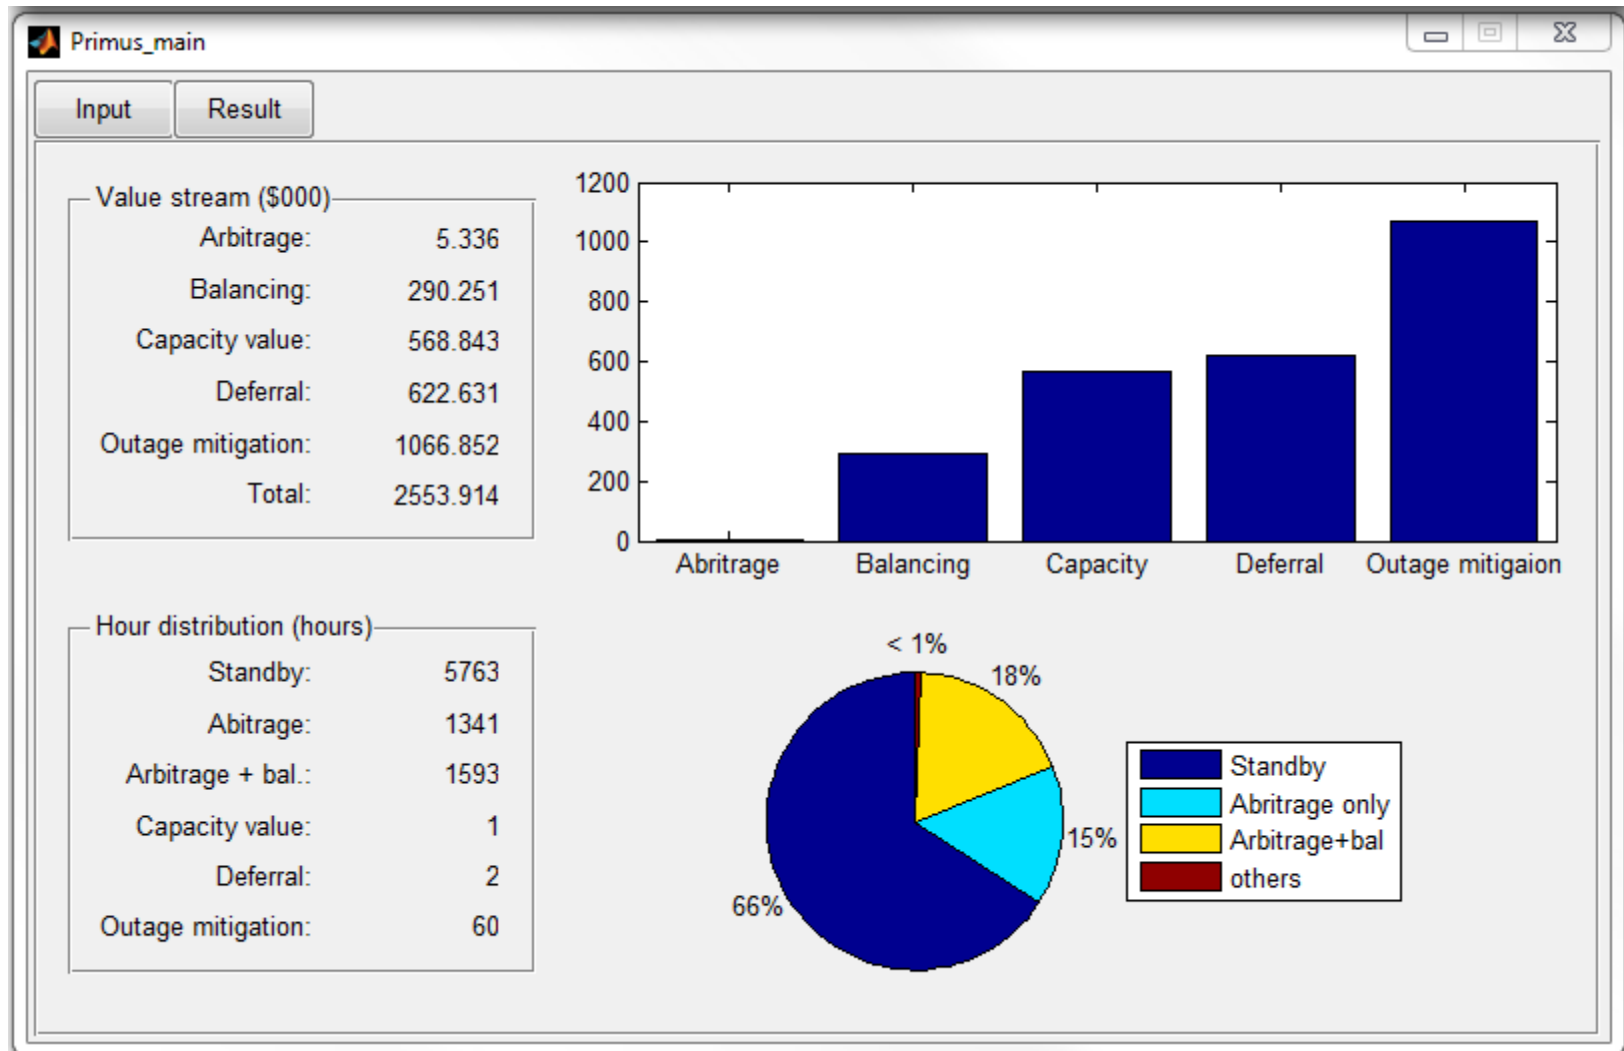 Primus_main
Input Result
Value stream ($000)
Arbitrage: 5.336
Balancing: 290.251
Capacity value: 568.843
Deferral: 622.631
Outage mitigation: 1066.852
Total: 2553.914
1200
1000
800
600
400
200
0
Abritrage Balancing Capacity Deferral Outage mitigaion
Hour distribution (hours)
Standby: 5763
Abitrage: 1341
Arbitrage + bal.: 1593
Capacity value: 1
Deferral: 2
Outage mitigation: 60
< 1%
18%
15%
66%
Standby
Abritrage only
Arbitrage+bal
others